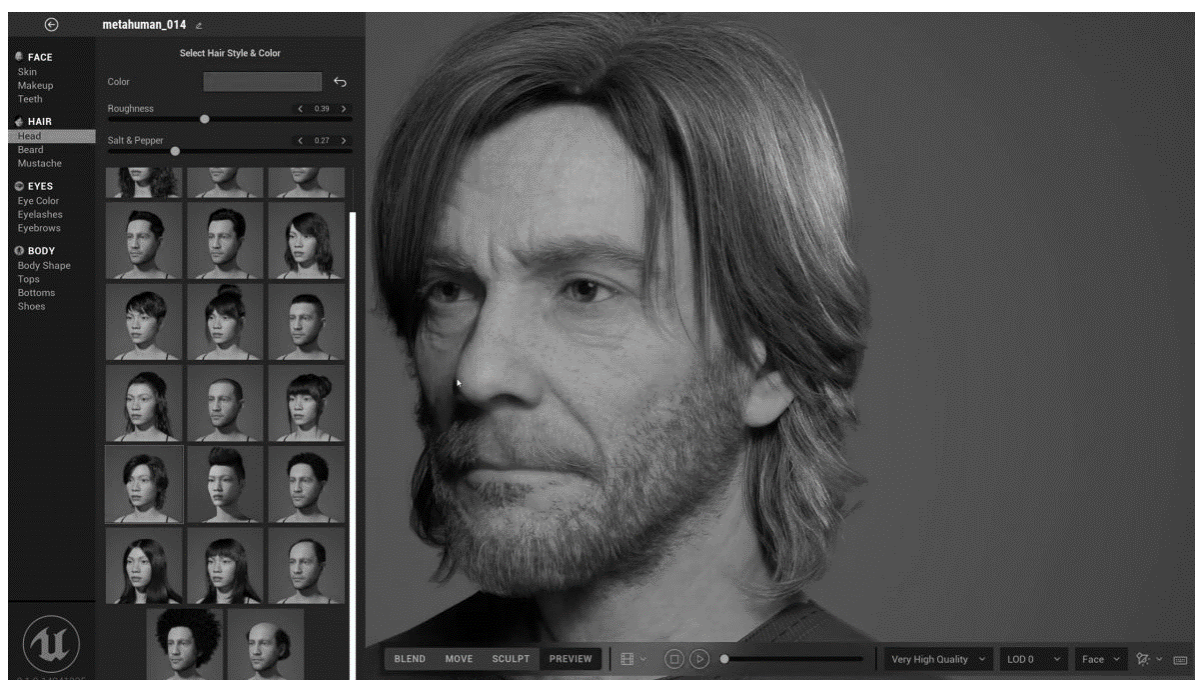 metahuman_014
FACE
Skin
Makeup
Teeth
HAIR
Head
Beard
Mustache
EYES
Eye Color
Eyelashes
Eyebrows
BODY
Body Shape
Tops
Bottoms
Shoes
Select Hair Style & Color
Color
Roughness 0.39
Salt & Pepper 0.27
BLEND MOVE SCULPT PREVIEW Very High Quality LOD 0 Face